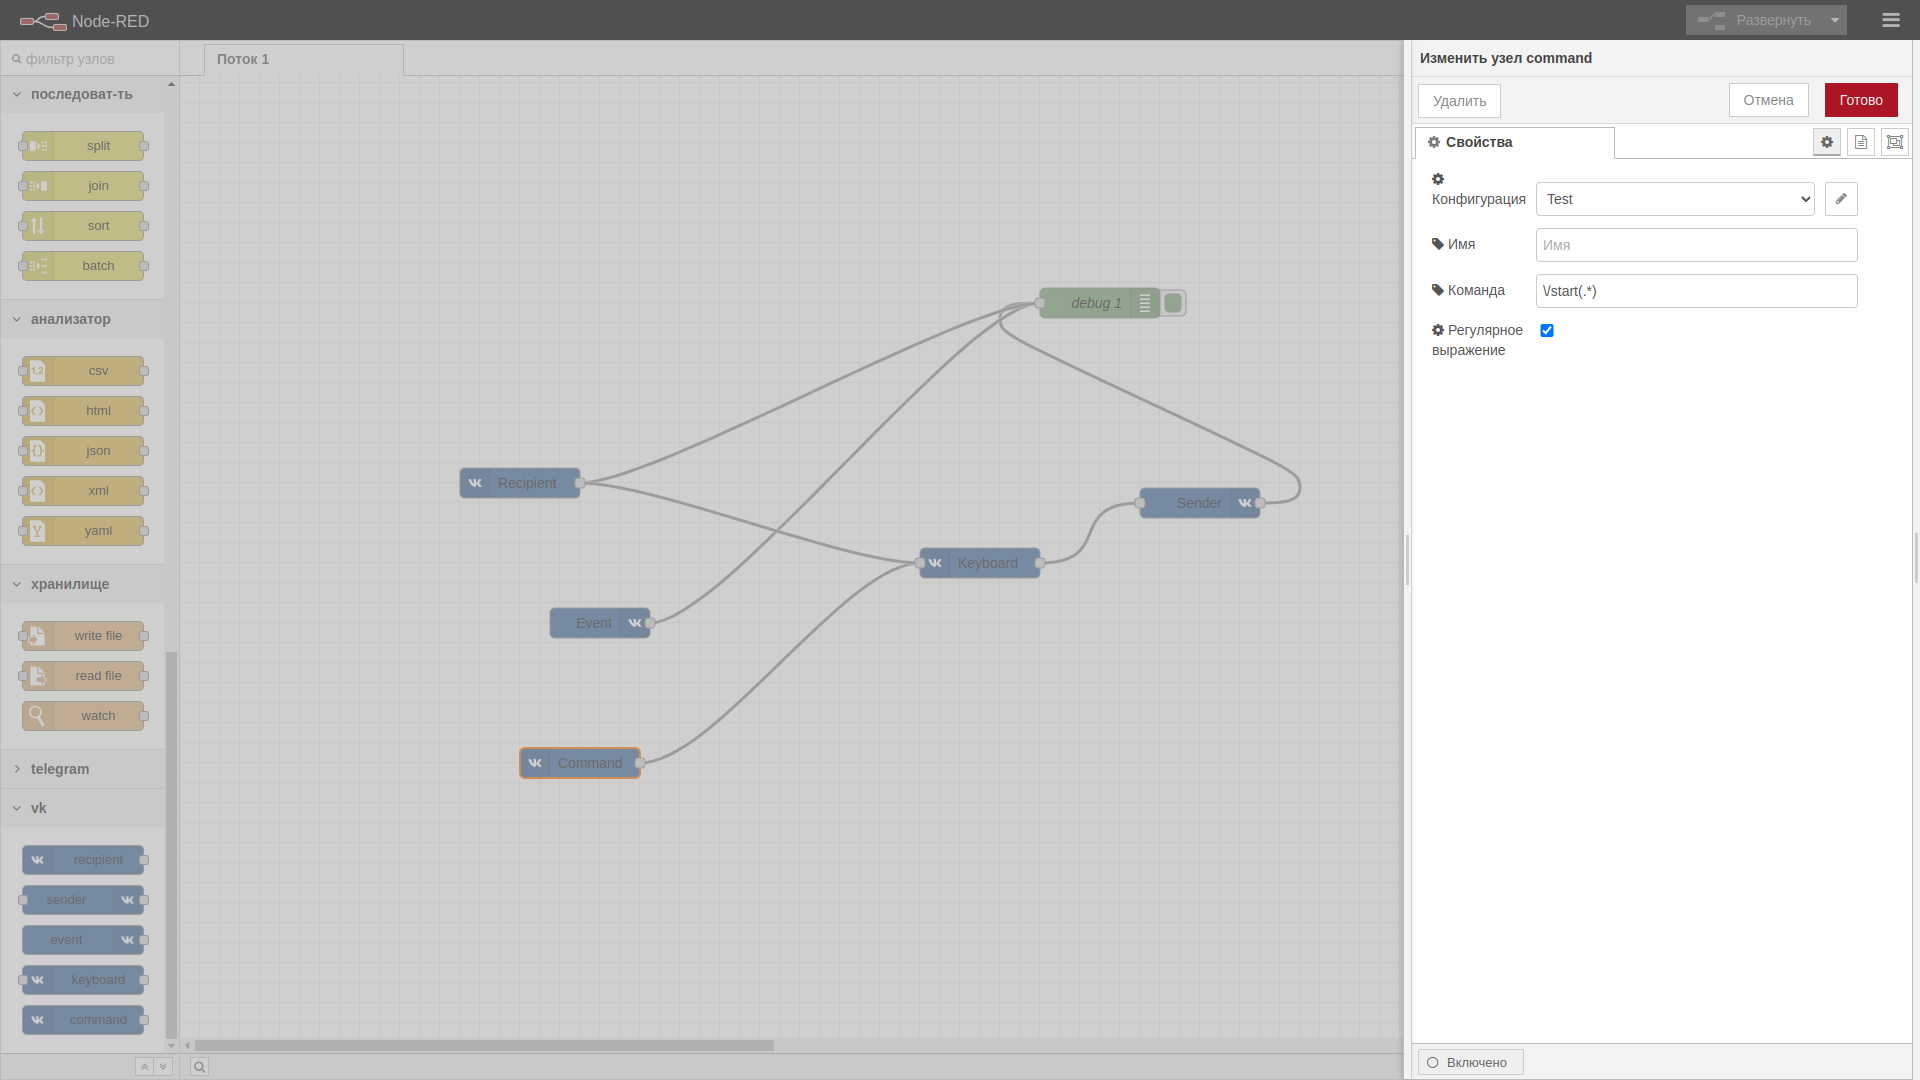 Node-RED
Развернуть
фильтр узлов
Поток 1
последоват-ть
split
join
sort
batch
анализатор
csv
html
json
xml
yaml
хранилище
write file
read file
watch
telegram
vk
recipient
sender
event
keyboard
command
debug 1
Recipient
Sender
Keyboard
Event
Command
Изменить узел command
Удалить
Отмена
Готово
Свойства
Конфигурация
Test
Имя
Имя
Команда
\/start(.*)
Регулярное
выражение
Включено